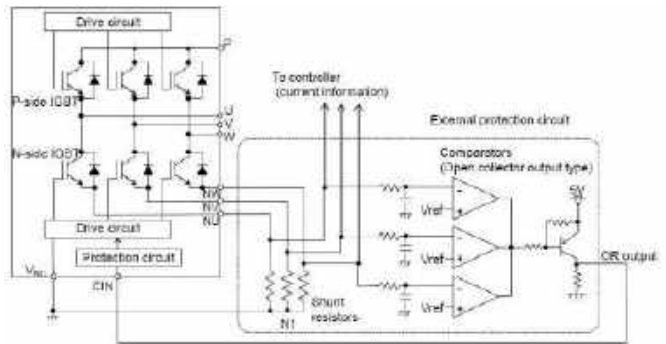 Drive circuit
P
To controller
(current information)
P-side IGBT
U
V
W
External protection circuit
N-side IGBT
Comparators
(Open collector output type)
5V
NW
NV
NU
Vref
Drive circuit
Protection circuit
Vref
OR output
VNC
CIN
Shunt
resistors
Vref
N1